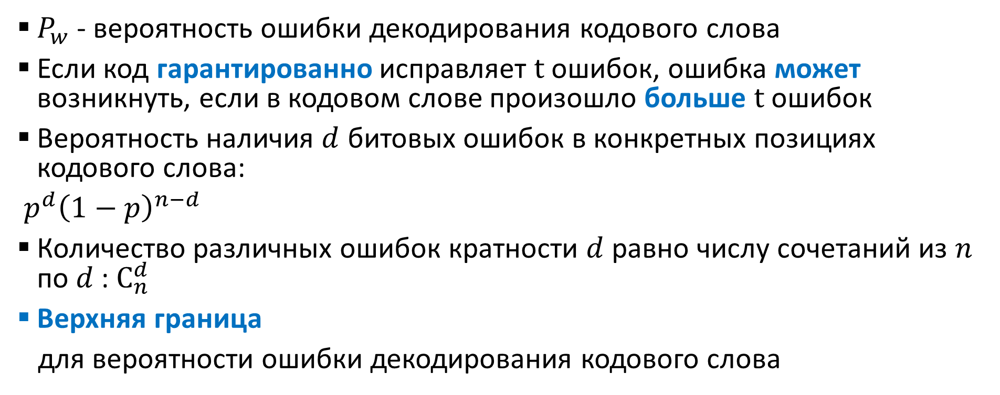 ▪ P_w - вероятность ошибки декодирования кодового слова
▪ Если код гарантированно исправляет t ошибок, ошибка может
возникнуть, если в кодовом слове произошло больше t ошибок
▪ Вероятность наличия d битовых ошибок в конкретных позициях
кодового слова:
p^d(1 − p)^{n−d}
▪ Количество различных ошибок кратности d равно числу сочетаний из n
по d : C_n^d
▪ Верхняя граница
для вероятности ошибки декодирования кодового слова